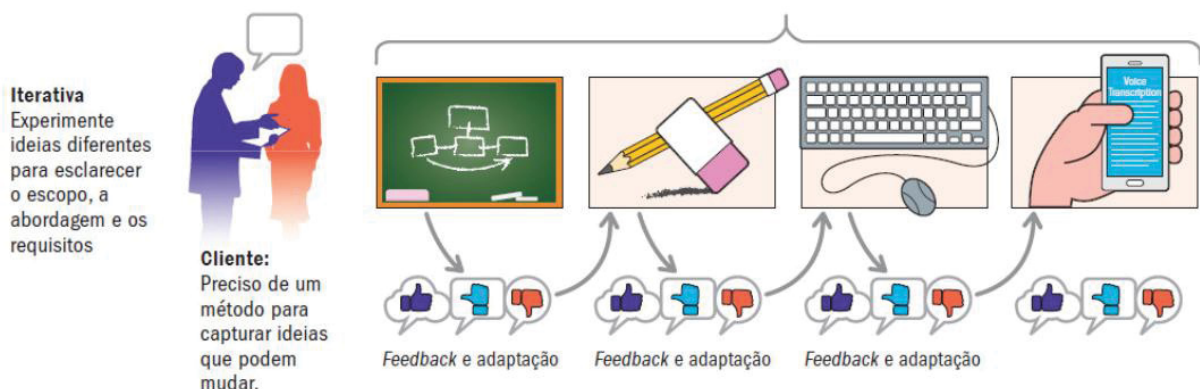 Iterativa
Experimente
ideias diferentes
para esclarecer
o escopo, a
abordagem e os
requisitos
Cliente:
Preciso de um
método para
capturar ideias
que podem
mudar.
Voice
Transcription
Feedback e adaptação
Feedback e adaptação
Feedback e adaptação